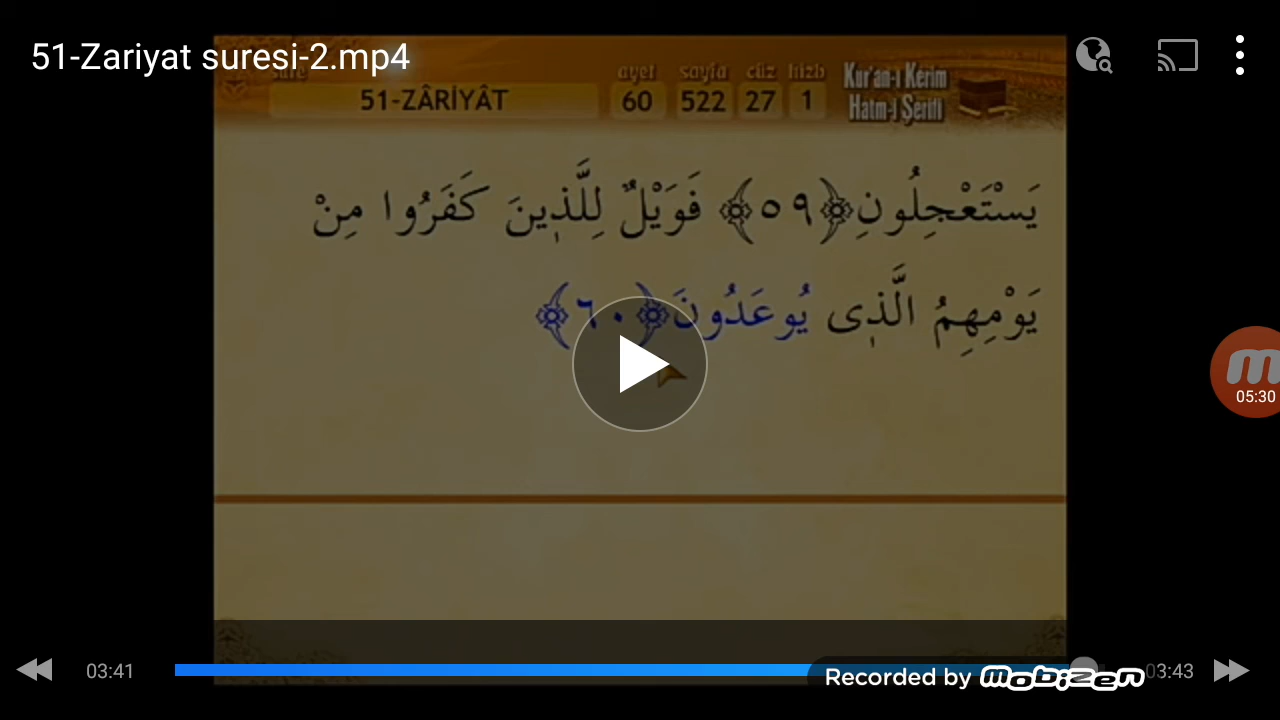 51-Zariyat suresi-2.mp4
sûre
ayet sayfa cüz hizb
51-ZÂRİYÂT 60 522 27 1
Kur'an-ı Kerim
Hatm-i Şerifi
يَسْتَعْجِلُونِ ﴿٥٩﴾ فَوَيْلٌ لِلَّذ۪ينَ كَفَرُوا مِنْ
يَوْمِهِمُ الَّذ۪ى يُوعَدُونَ ﴿٦٠﴾
05:30
03:41
03:43
Recorded by mobizen